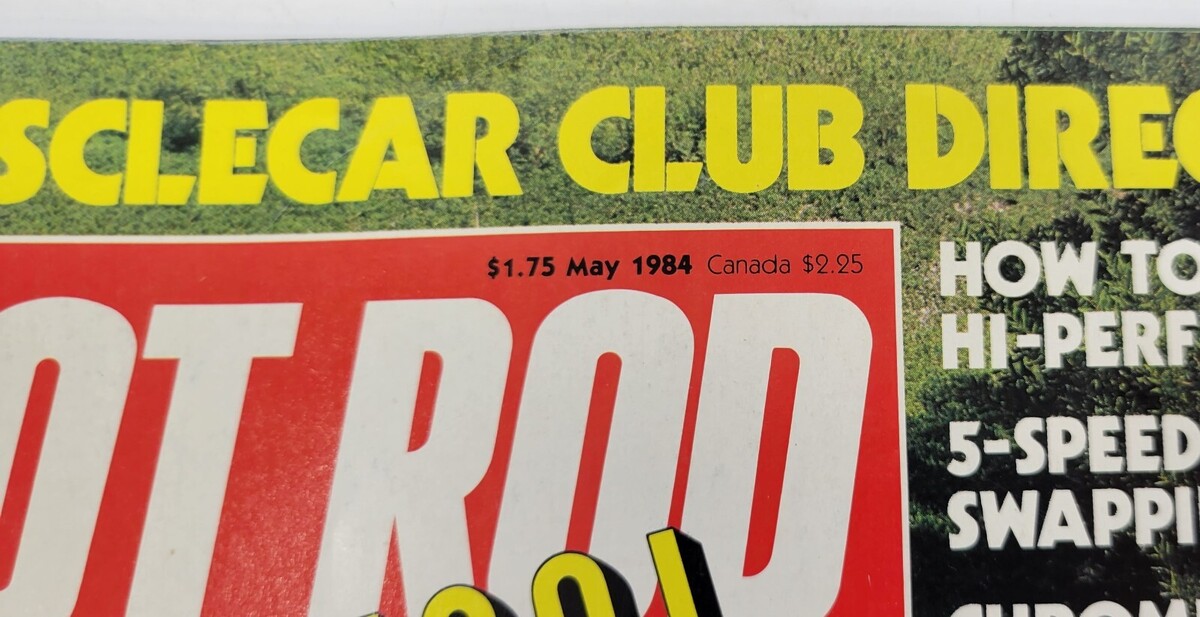 SCLECAR CLUB DIREC
$1.75 May 1984 Canada $2.25
OT ROD
HOW TO
HI-PERF
5-SPEED
SWAPPI
CHROM